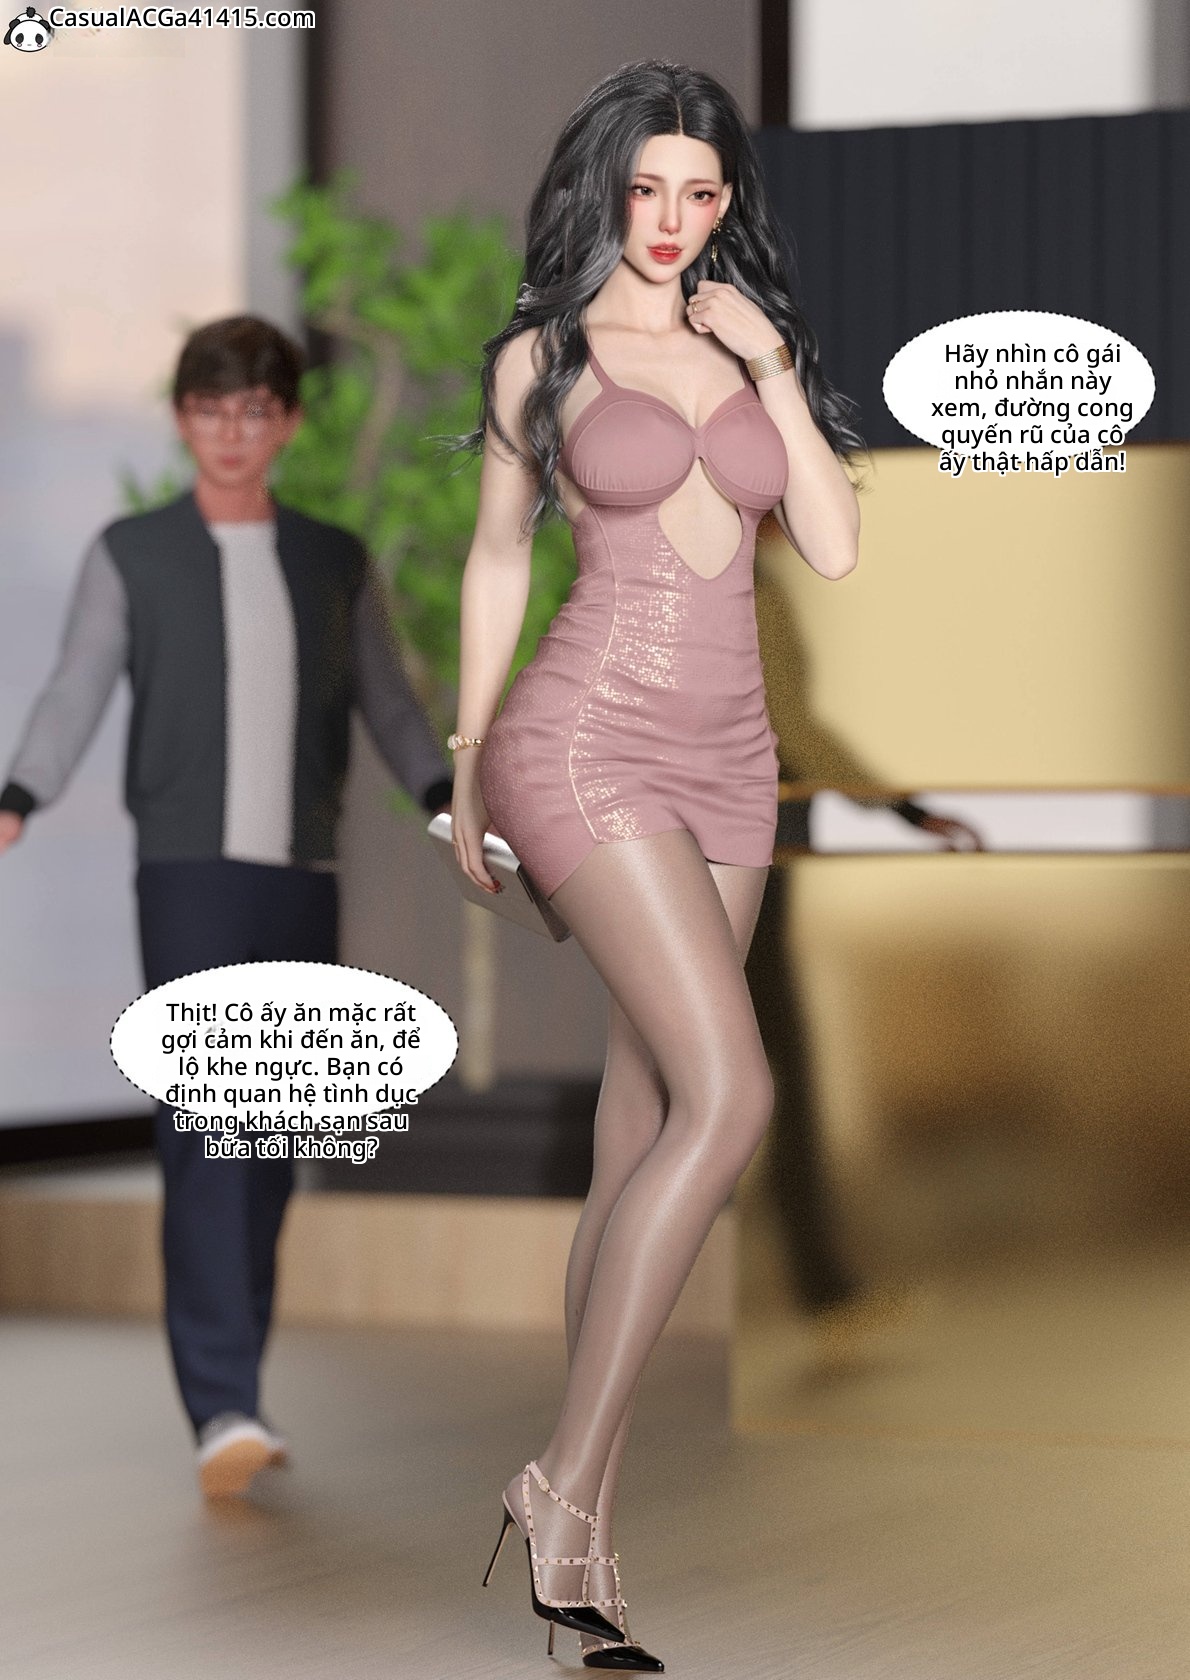 CasualACGa41415.com
Hãy nhìn cô gái
nhỏ nhắn này
xem, đường cong
quyến rũ của cô
ấy thật hấp dẫn!
Thịt! Cô ấy ăn mặc rất
gợi cảm khi đến ăn, để
lộ khe ngực. Bạn có
định quan hệ tình dục
trong khách sạn sau
bữa tối không?